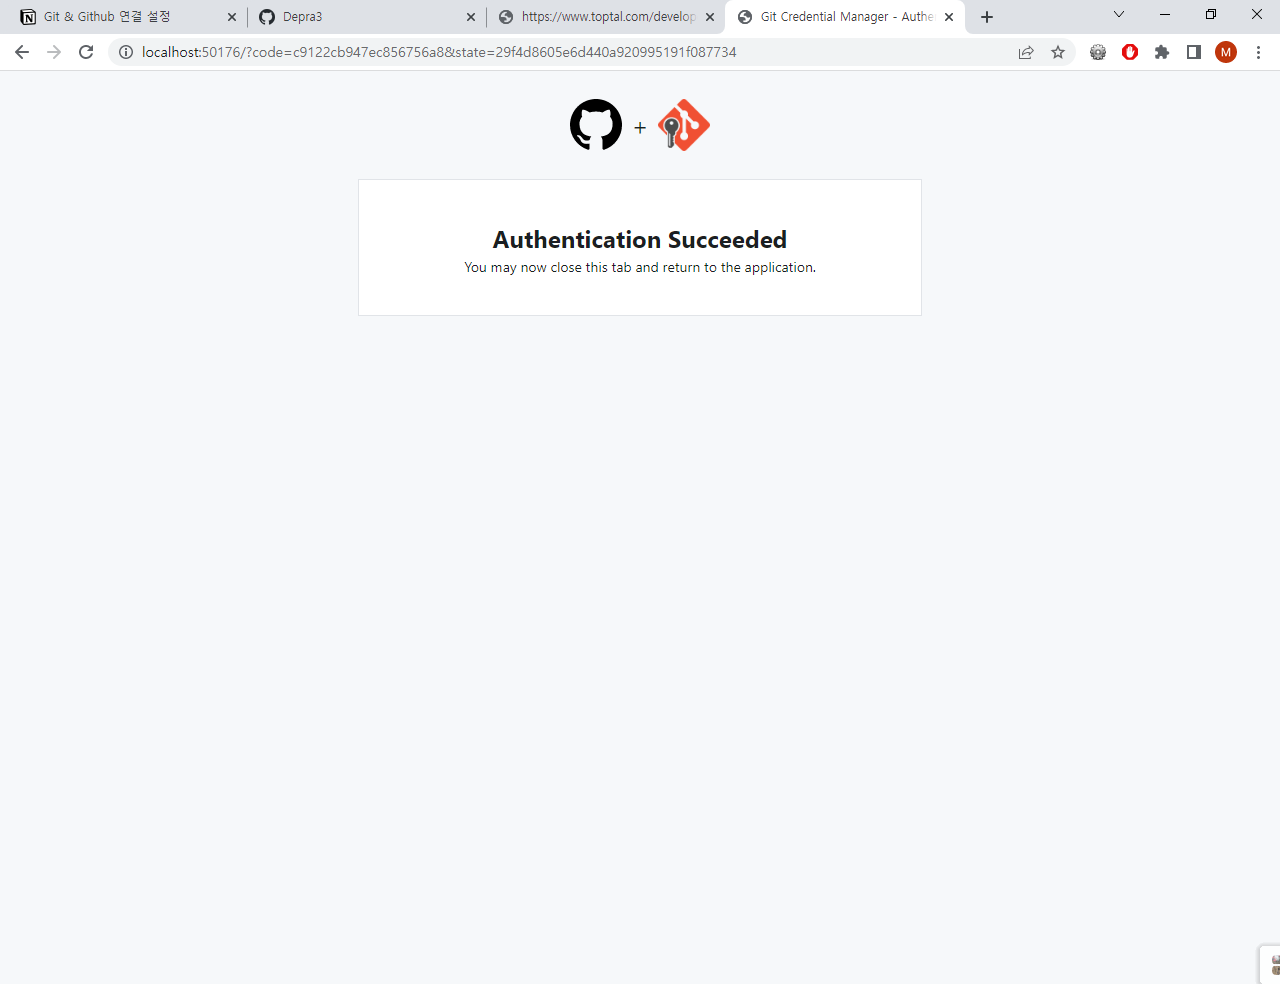 Git & Github 연결 설정
Depra3
https://www.toptal.com/develop
Git Credential Manager - Authe
localhost:50176/?code=c9122cb947ec856756a8&state=29f4d8605e6d440a920995191f087734
M
+
Authentication Succeeded
You may now close this tab and return to the application.